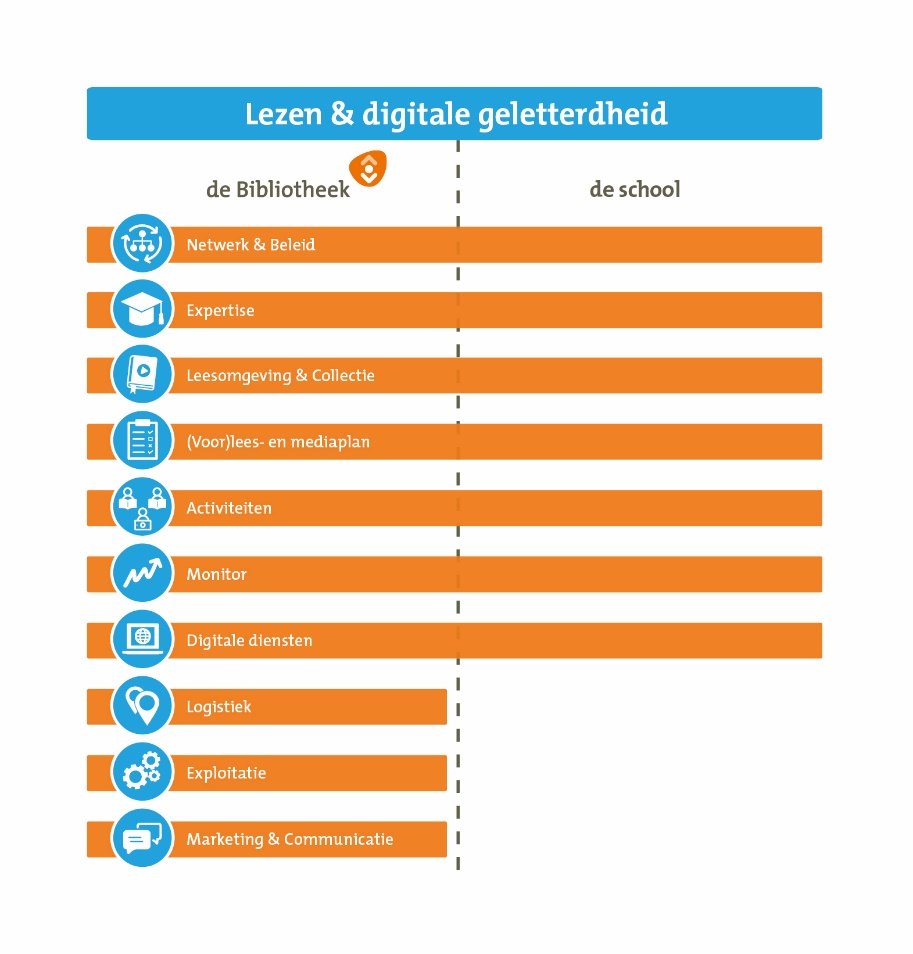 Lezen & digitale geletterdheid
de Bibliotheek
de school
Netwerk & Beleid
Expertise
Leesomgeving & Collectie
(Voor)lees- en mediaplan
Activiteiten
Monitor
Digitale diensten
Logistiek
Exploitatie
Marketing & Communicatie